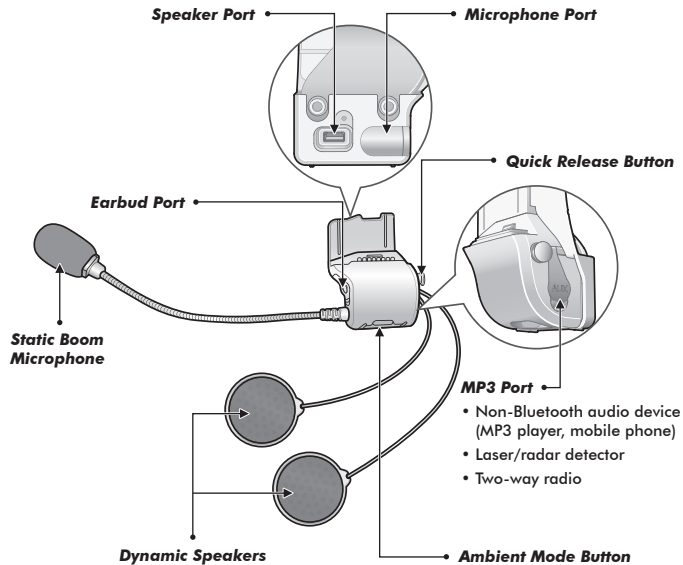 Speaker Port
Microphone Port
Quick Release Button
Earbud Port
AUX
Static Boom
Microphone
MP3 Port
• Non-Bluetooth audio device
(MP3 player, mobile phone)
• Laser/radar detector
• Two-way radio
Dynamic Speakers
Ambient Mode Button